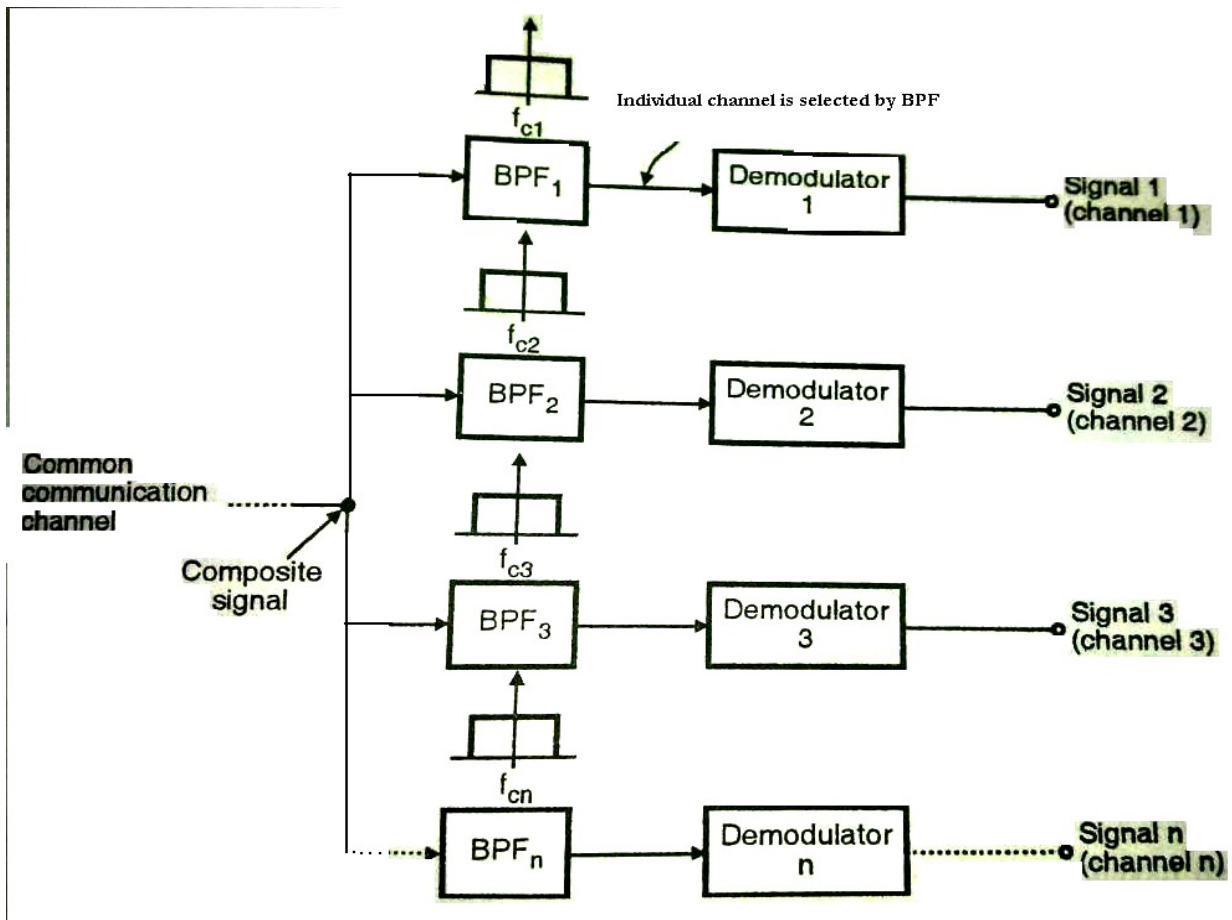 Individual channel is selected by BPF
f_c1
BPF_1
Demodulator
1
Signal 1
(channel 1)
f_c2
BPF_2
Demodulator
2
Signal 2
(channel 2)
Common
communication
channel
Composite
signal
f_c3
BPF_3
Demodulator
3
Signal 3
(channel 3)
f_cn
BPF_n
Demodulator
n
Signal n
(channel n)